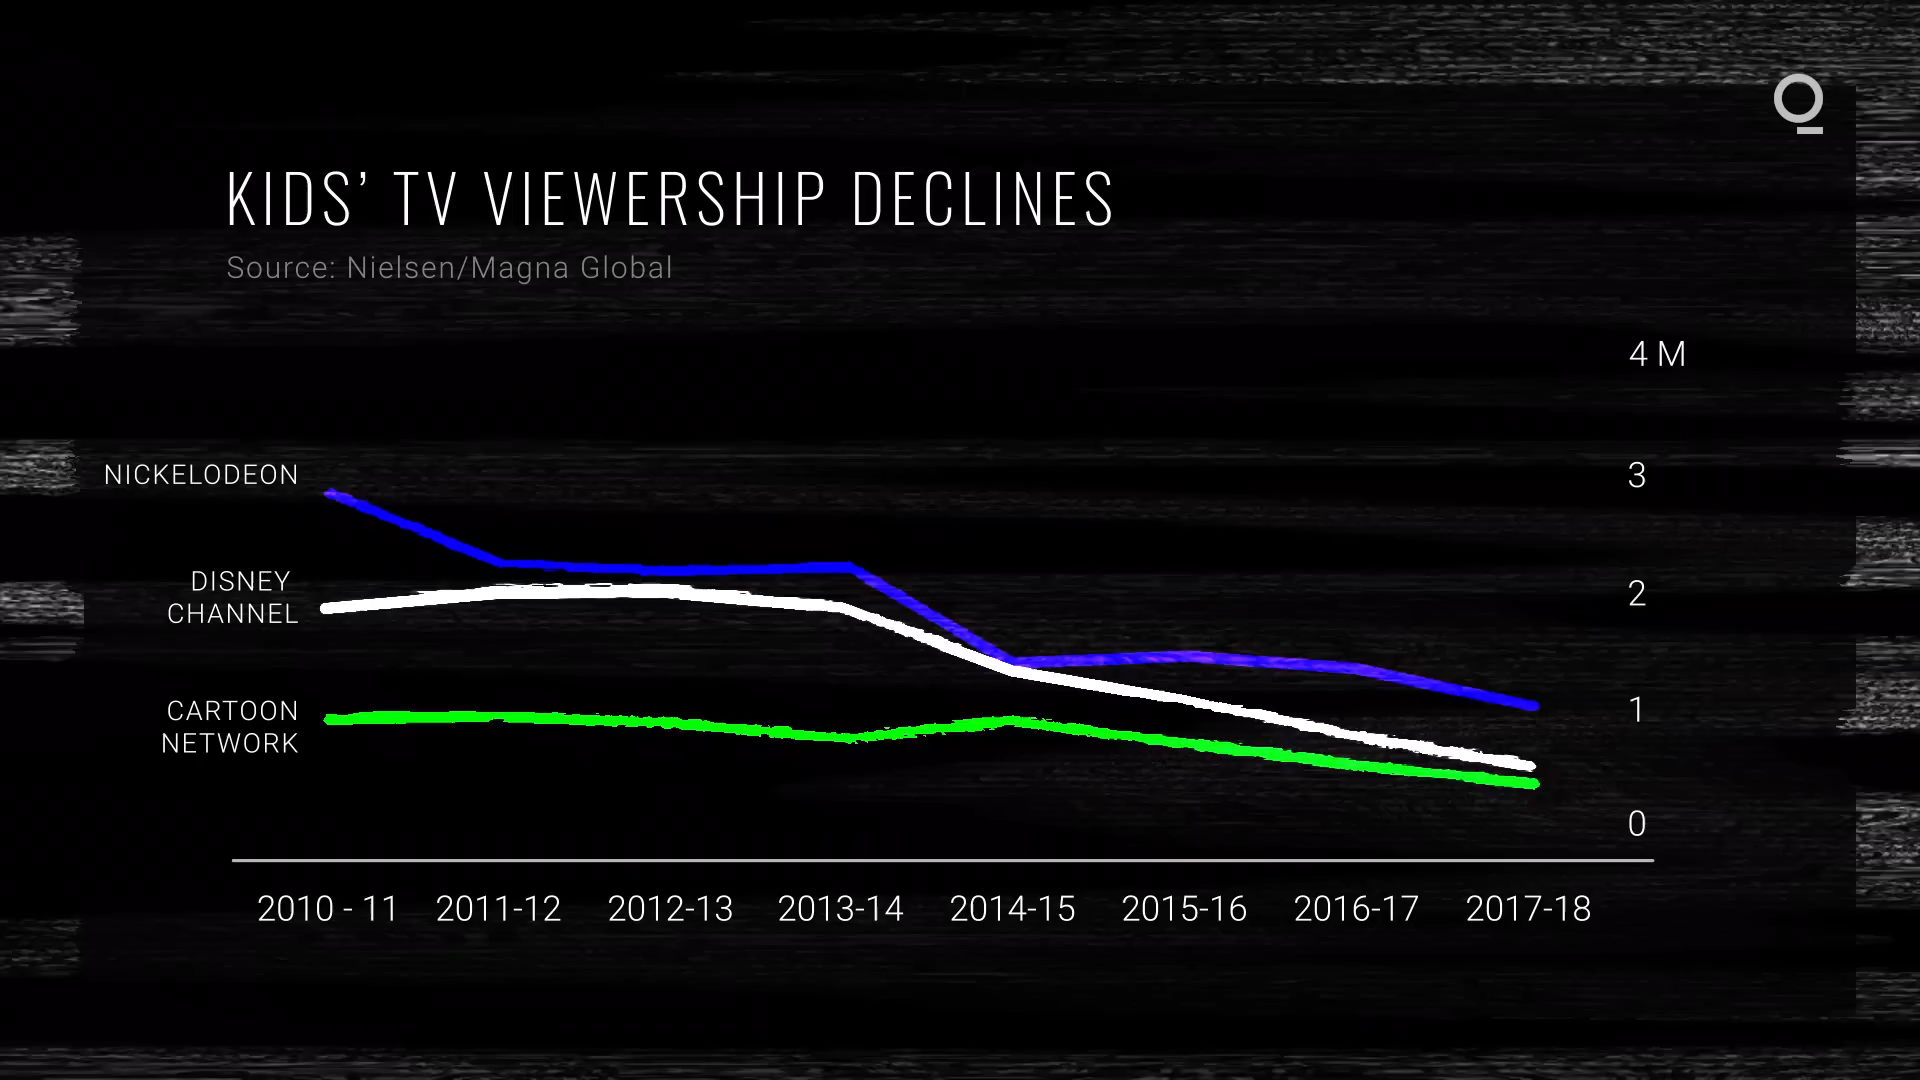 KIDS’ TV VIEWERSHIP DECLINES
Source: Nielsen/Magna Global
4 M
NICKELODEON
3
DISNEY
CHANNEL
2
CARTOON
NETWORK
1
0
2010 - 11 2011-12 2012-13 2013-14 2014-15 2015-16 2016-17 2017-18